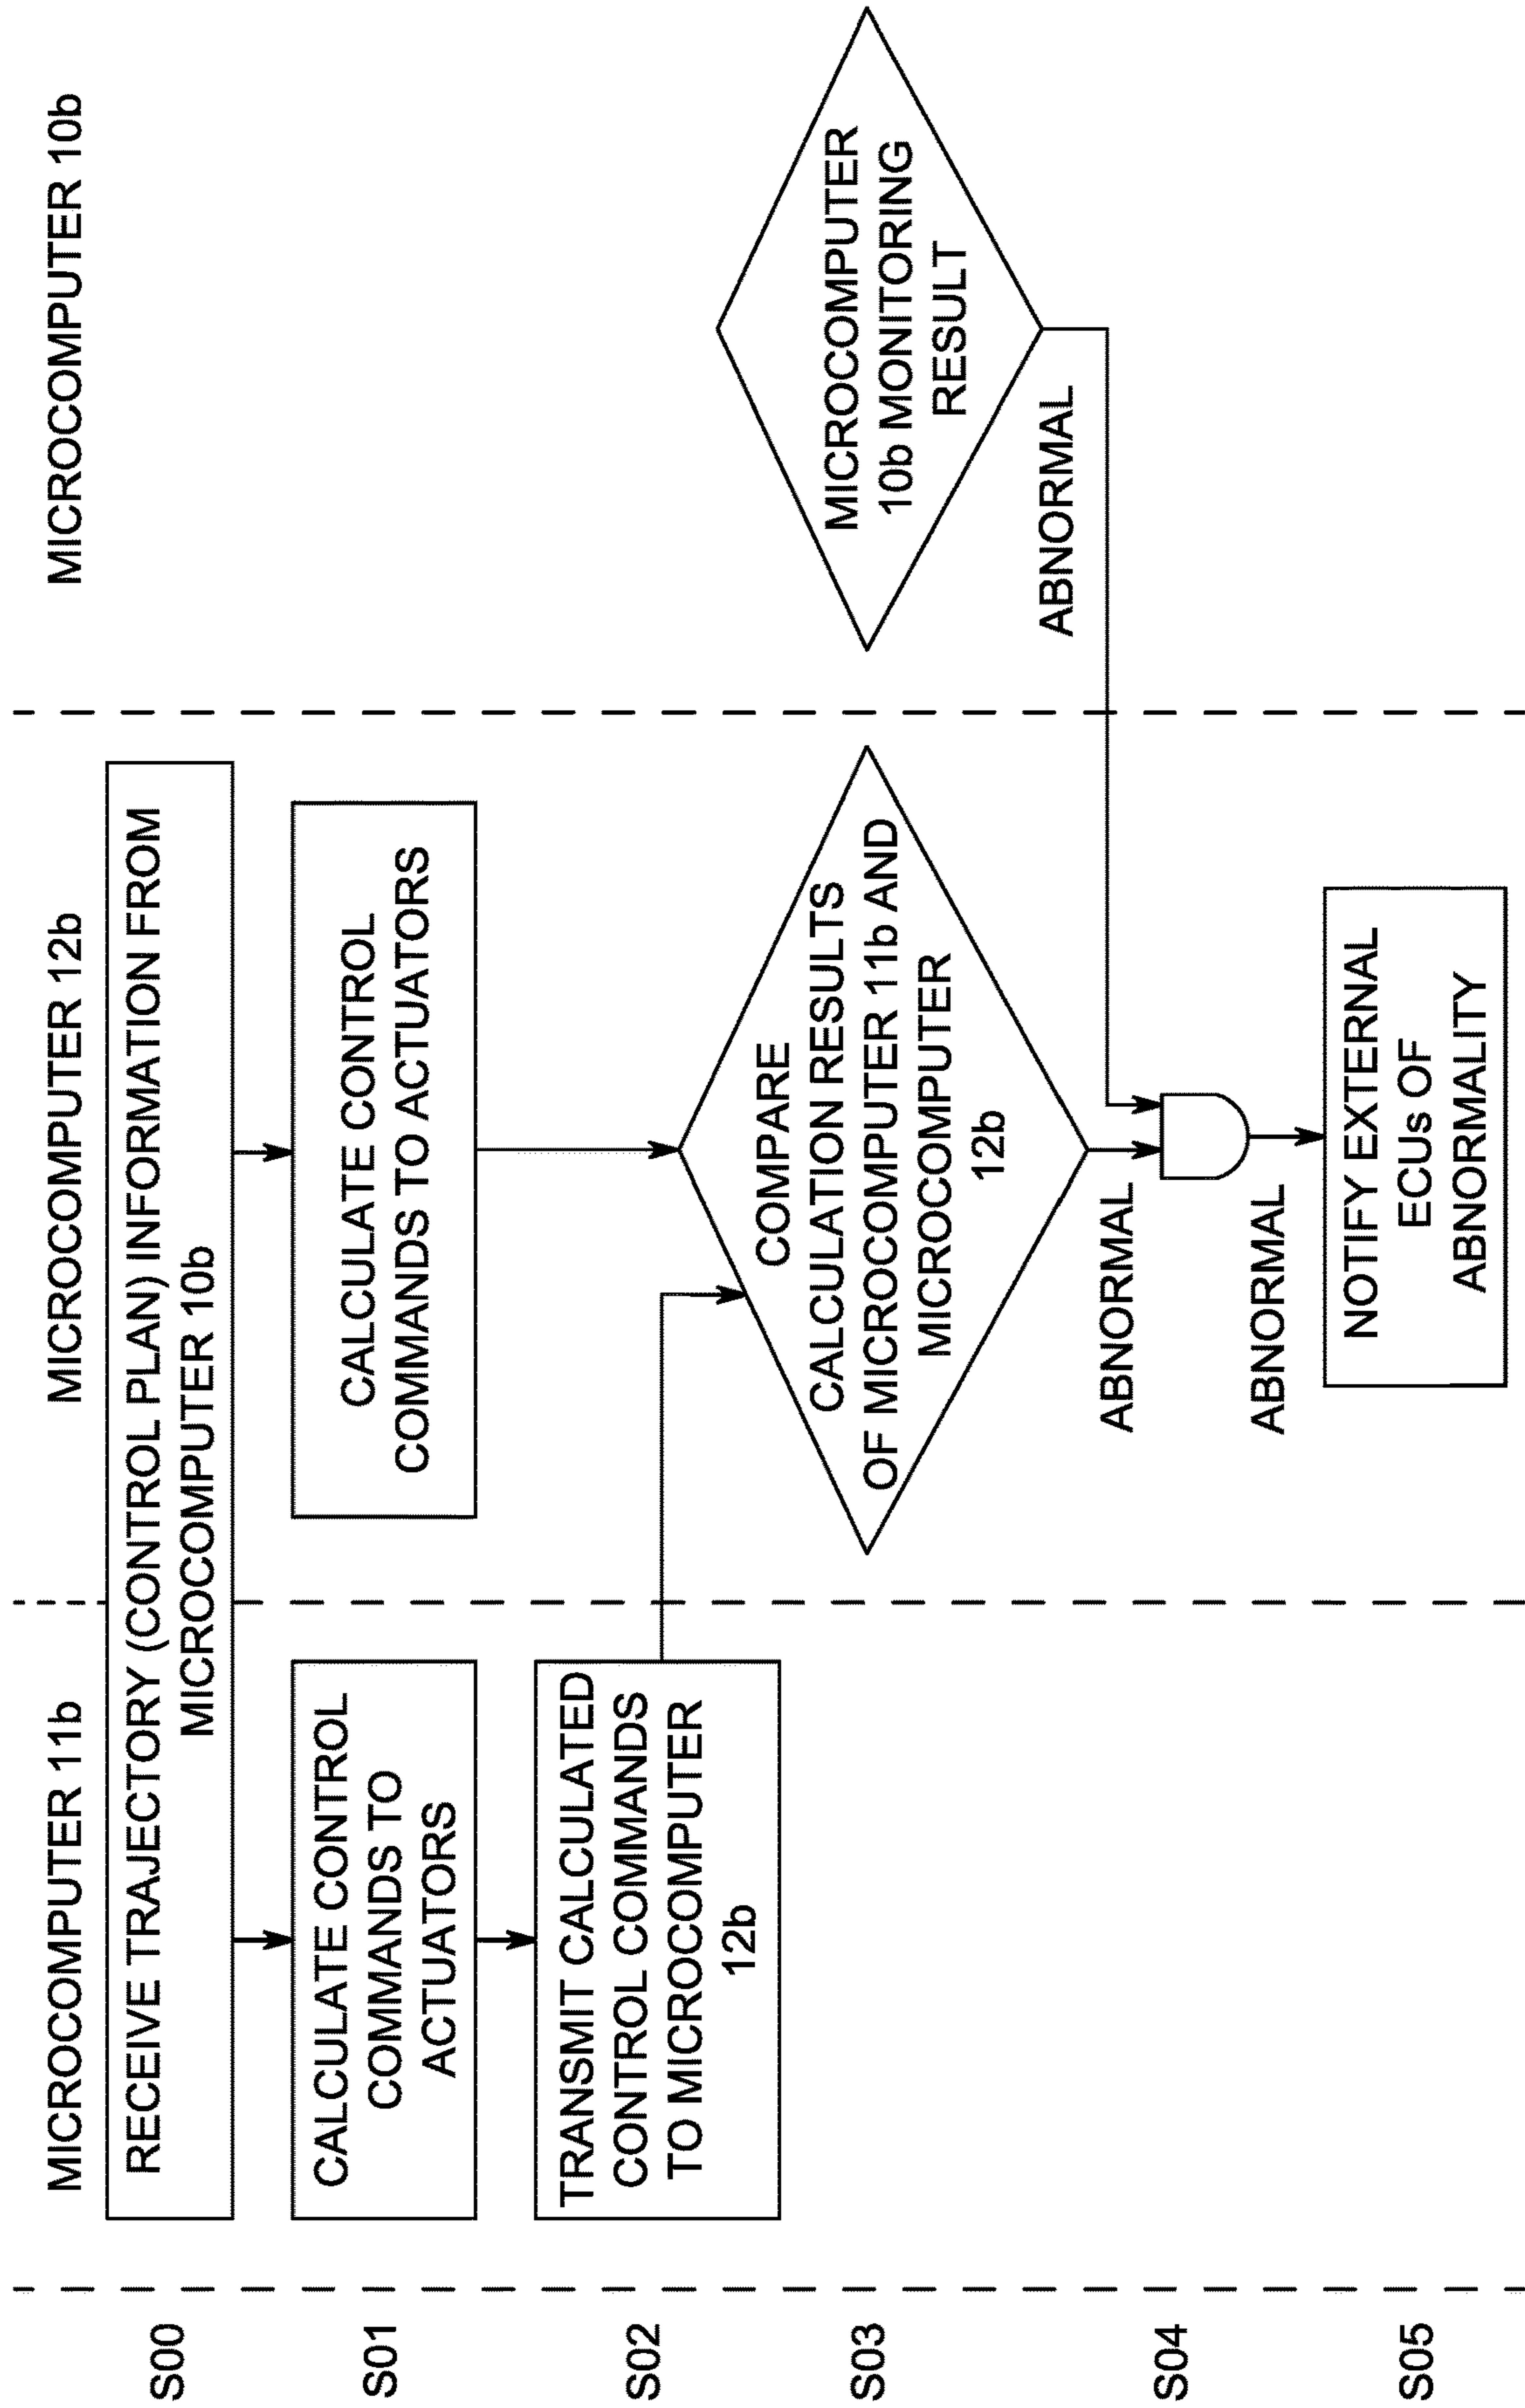 MICROCOMPUTER 11b
MICROCOMPUTER 12b
MICROCOMPUTER 10b
S00
RECEIVE TRAJECTORY (CONTROL PLAN) INFORMATION FROM
MICROCOMPUTER 10b
S01
CALCULATE CONTROL
COMMANDS TO
ACTUATORS
CALCULATE CONTROL
COMMANDS TO ACTUATORS
S02
TRANSMIT CALCULATED
CONTROL COMMANDS
TO MICROCOMPUTER
12b
S03
COMPARE
CALCULATION RESULTS
OF MICROCOMPUTER 11b AND
MICROCOMPUTER
12b
MICROCOMPUTER
10b MONITORING
RESULT
S04
ABNORMAL
ABNORMAL
ABNORMAL
S05
NOTIFY EXTERNAL
ECUs OF
ABNORMALITY